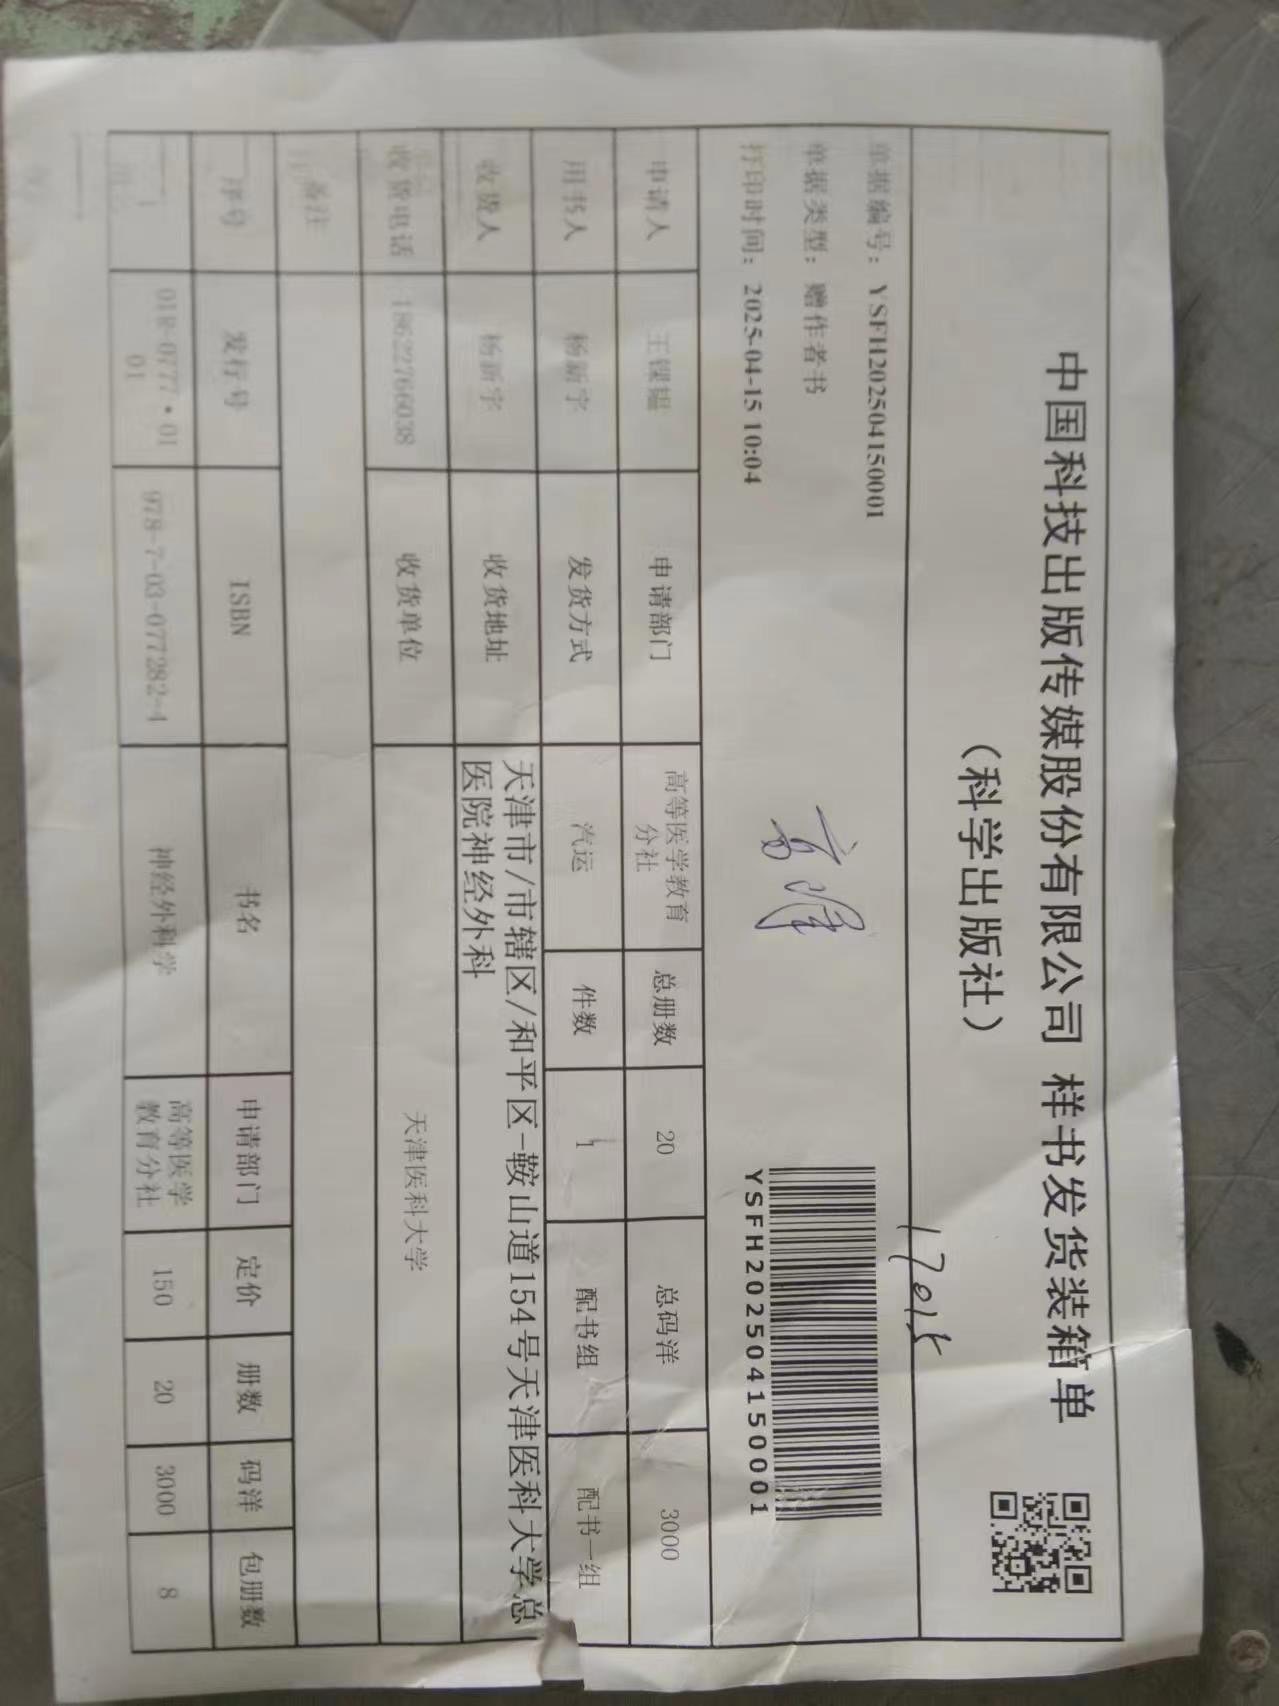 中国科技出版传媒股份有限公司 样书发货装箱单
（科学出版社）
17015
单据编号：YSFH202504150001
单据类型：赠作者书
打印时间：2025-04-15 10:04
YSFH202504150001
申请人 申请部门 高等医学教育分社 总册数 20 总码洋 3000
用书人 杨新宇 发货方式 汽运 件数 1 配书组 配书一组
收货人 杨新宇 收货地址 天津市/市辖区/和平区-鞍山道154号天津医科大学总
医院神经外科
收货电话 18622766038 收货单位 天津医科大学
备注
序号 发行号 ISBN 书名 申请部门 定价 册数 码洋 包册数
1 01R-0777·01 978-7-03-077282-4 神经外科学 高等医学 150 20 3000 8
01 教育分社